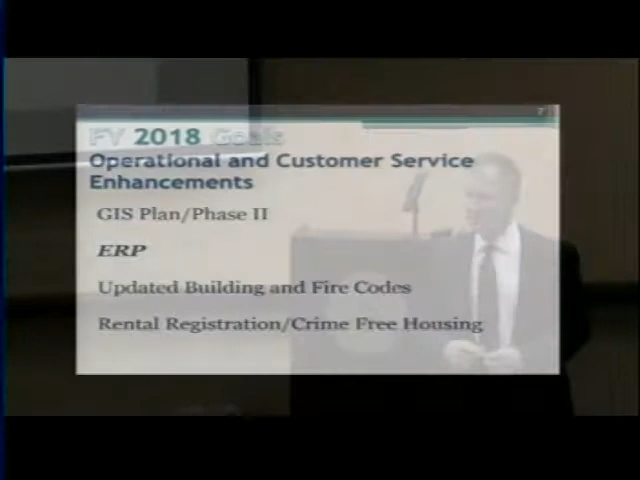 FY 2018 Goals
Operational and Customer Service
Enhancements
GIS Plan/Phase II
ERP
Updated Building and Fire Codes
Rental Registration/Crime Free Housing